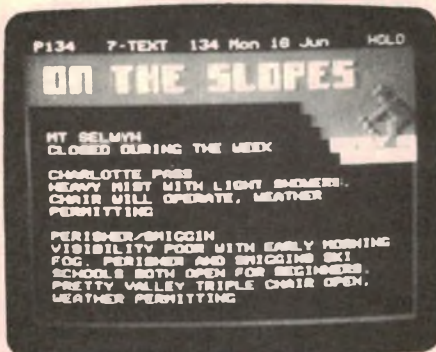 P134 7-TEXT 134 Mon 18 Jun HOLD
ON THE SLOPES
MT SELWYN
CLOSED DURING THE WEEK
CHARLOTTE PASS
HEAVY MIST WITH LIGHT SHOWERS.
CHAIR WILL OPERATE, WEATHER
PERMITTING
PERISHER/SMIGGIN
VISIBILITY POOR WITH EARLY MORNING
FOG. PERISHER AND SMIGGINS SKI
SCHOOLS BOTH OPEN FOR BEGINNERS.
PRETTY VALLEY TRIPLE CHAIR OPEN,
WEATHER PERMITTING